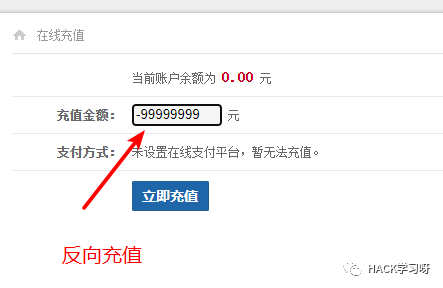 在线充值
当前账户余额为 0.00 元
充值金额： -99999999 元
支付方式： 未设置在线支付平台，暂无法充值。
立即充值
反向充值
HACK学习呀